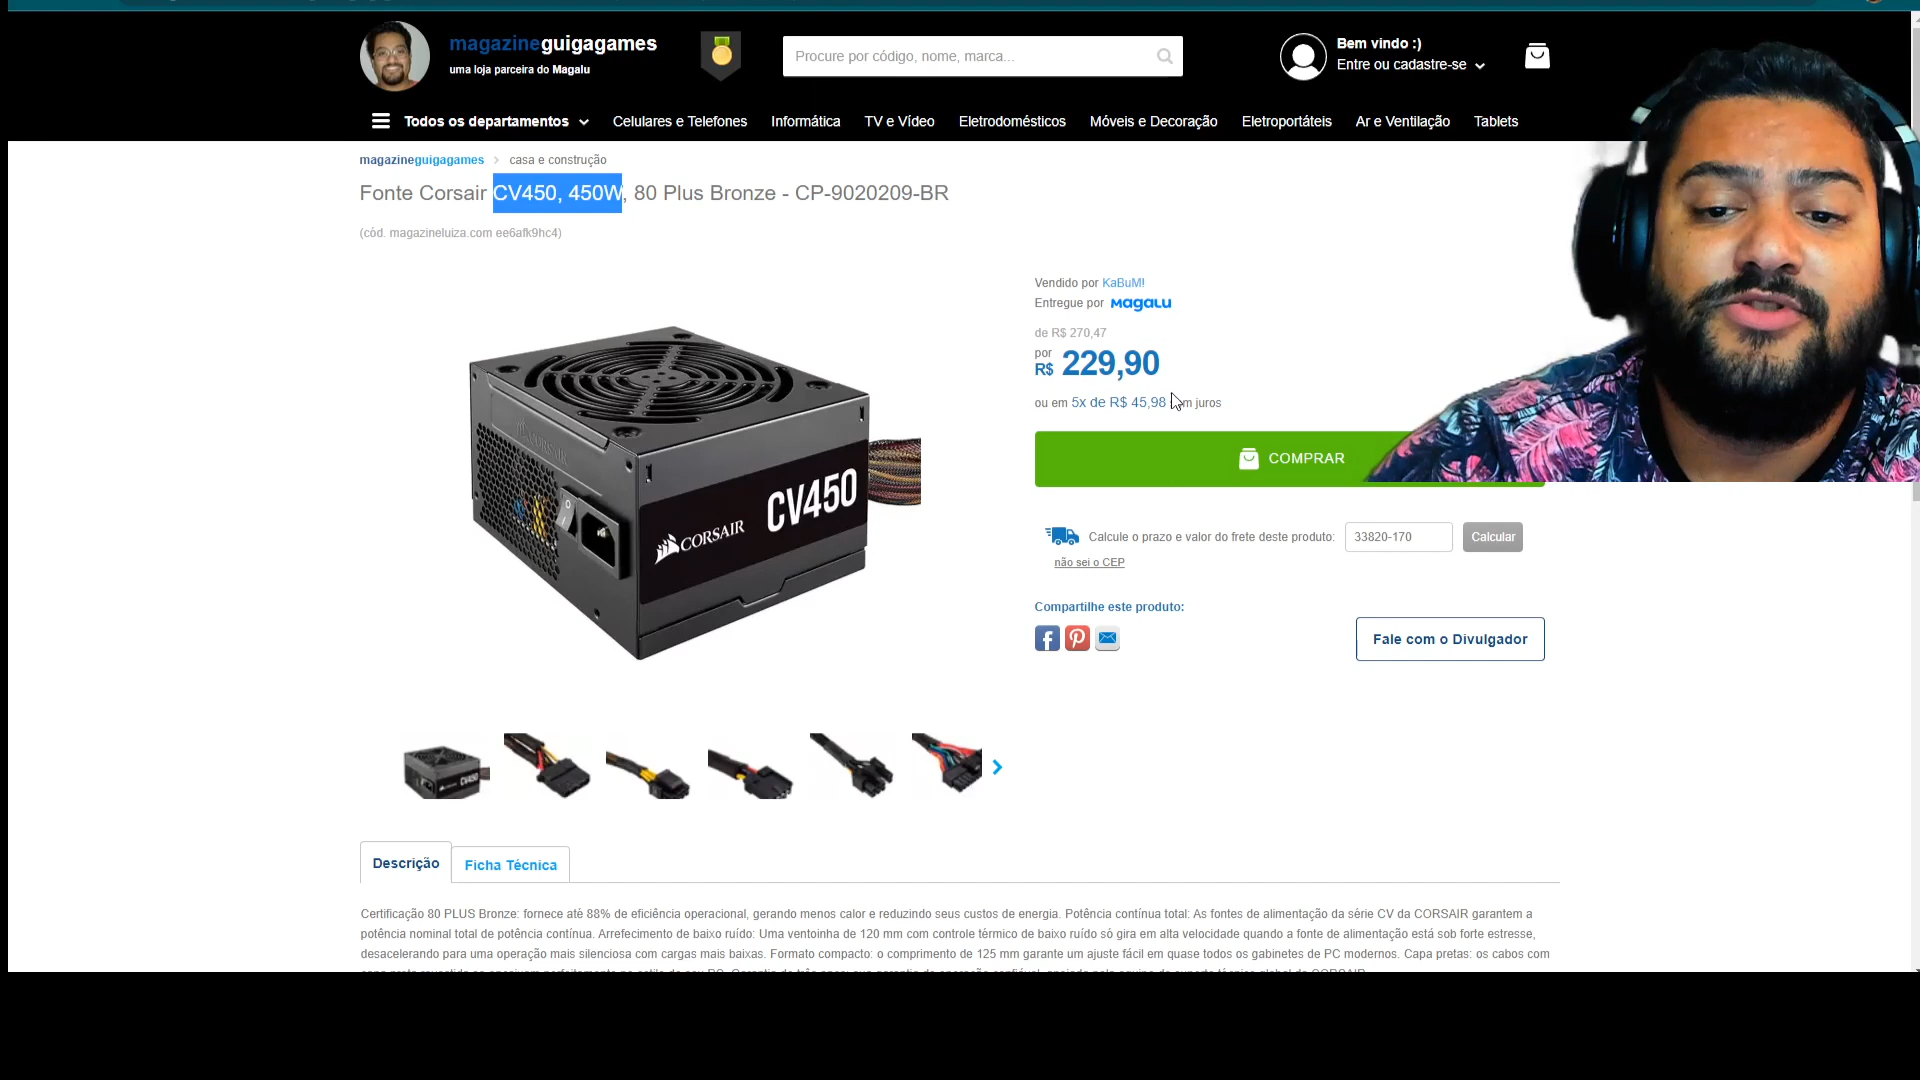 magazineguigagames
uma loja parceira do Magalu
Procure por código, nome, marca...
Bem vindo :)
Entre ou cadastre-se
Todos os departamentos
Celulares e Telefones
Informática
TV e Vídeo
Eletrodomésticos
Móveis e Decoração
Eletroportáteis
Ar e Ventilação
Tablets
magazineguigagames > casa e construção
Fonte Corsair CV450, 450W, 80 Plus Bronze - CP-9020209-BR
(cód. magazineluiza.com ee6afk9hc4)
Vendido por KaBuM!
Entregue por Magalu
de R$ 270,47
por
R$ 229,90
ou em 5x de R$ 45,98 juros
COMPRAR
CORSAIR
CV450
CORSAIR
Calcule o prazo e valor do frete deste produto:
33820-170
Calcular
não sei o CEP
Compartilhe este produto:
Fale com o Divulgador
Descrição
Ficha Técnica
Certificação 80 PLUS Bronze: fornece até 88% de eficiência operacional, gerando menos calor e reduzindo seus custos de energia. Potência contínua total: As fontes de alimentação da série CV da CORSAIR garantem a
potência nominal total de potência contínua. Arrefecimento de baixo ruído: Uma ventoinha de 120 mm com controle térmico de baixo ruído só gira em alta velocidade quando a fonte de alimentação está sob forte estresse,
desacelerando para uma operação mais silenciosa com cargas mais baixas. Formato compacto: o comprimento de 125 mm garante um ajuste fácil em quase todos os gabinetes de PC modernos. Capa pretas: os cabos com